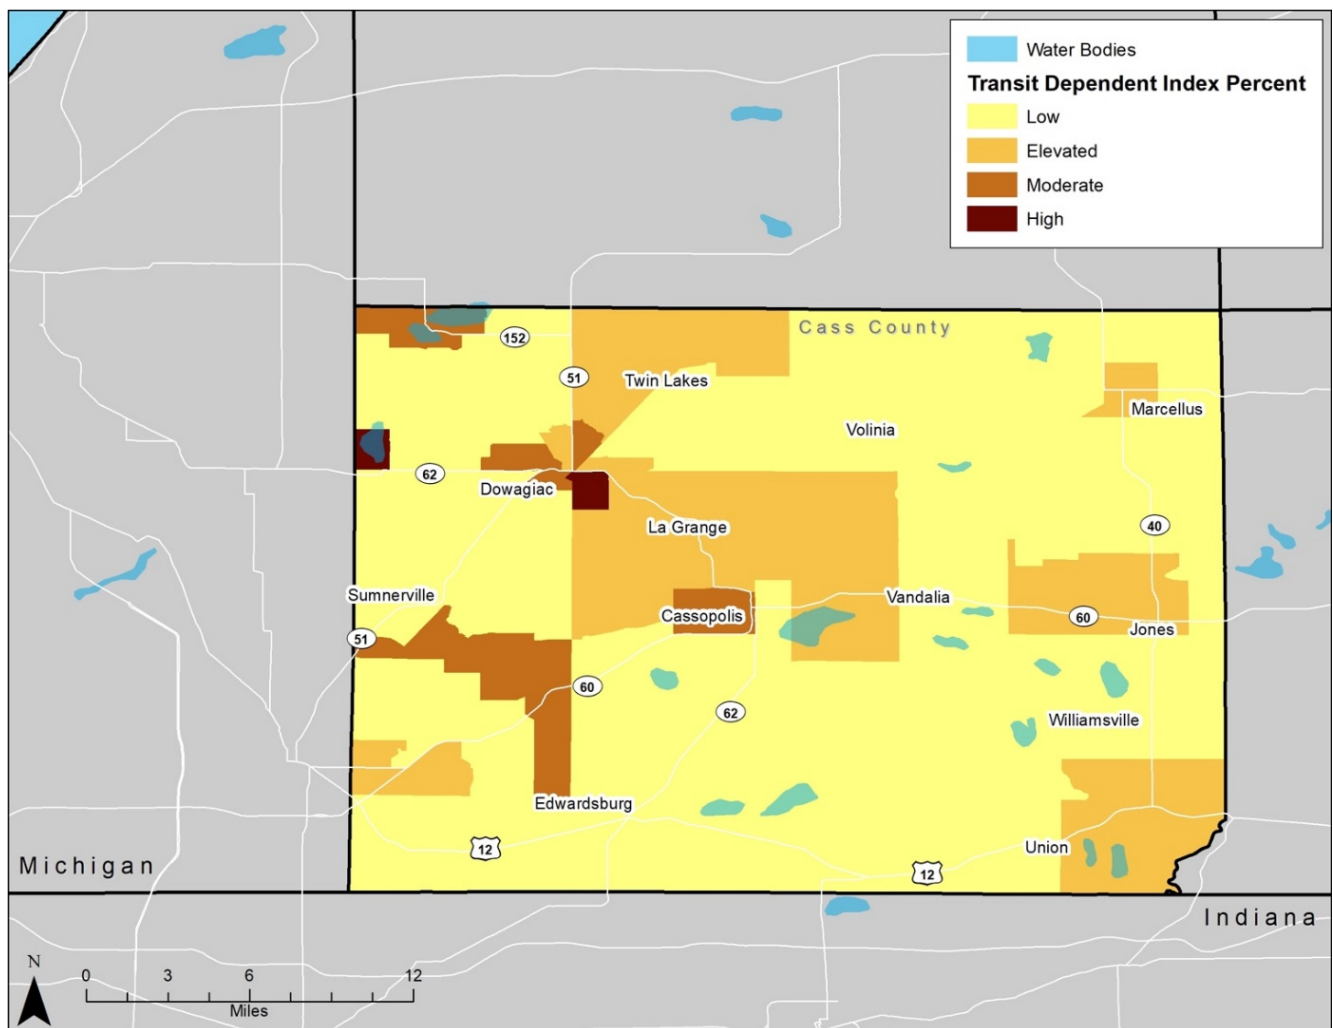 Water Bodies
Transit Dependent Index Percent
Low
Elevated
Moderate
High
Cass County
152
51
Twin Lakes
Marcellus
Volinia
62
Dowagiac
La Grange
40
Sumnerville
Vandalia
Cassopolis
60
Jones
51
60
62
Williamsville
Edwardsburg
12
Union
12
Michigan
Indiana
N
0 3 6 12
Miles